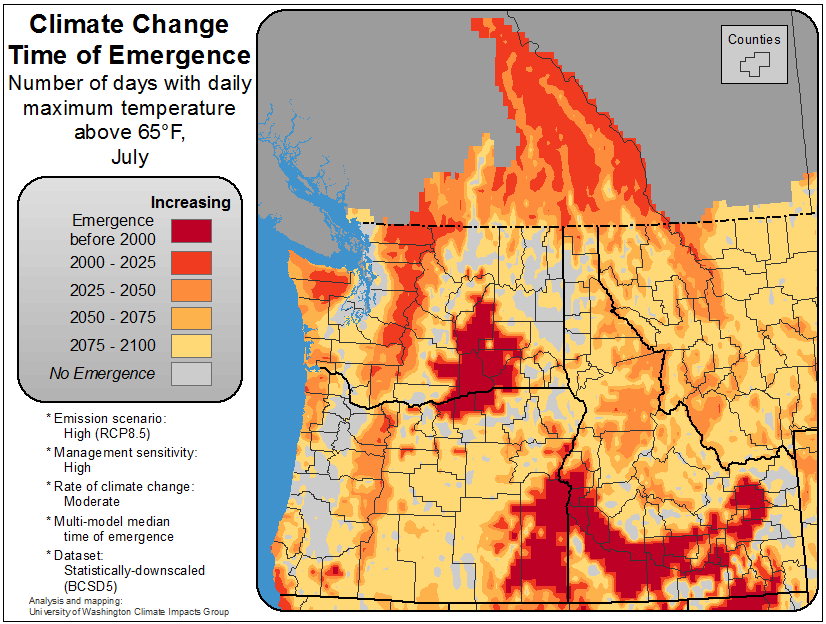 Climate Change
Time of Emergence
Number of days with daily
maximum temperature
above 65°F,
July
Counties
Increasing
Emergence
before 2000
2000 - 2025
2025 - 2050
2050 - 2075
2075 - 2100
No Emergence
* Emission scenario:
High (RCP8.5)
* Management sensitivity:
High
* Rate of climate change:
Moderate
* Multi-model median
time of emergence
* Dataset:
Statistically-downscaled
(BCSD5)
Analysis and mapping:
University of Washington Climate Impacts Group